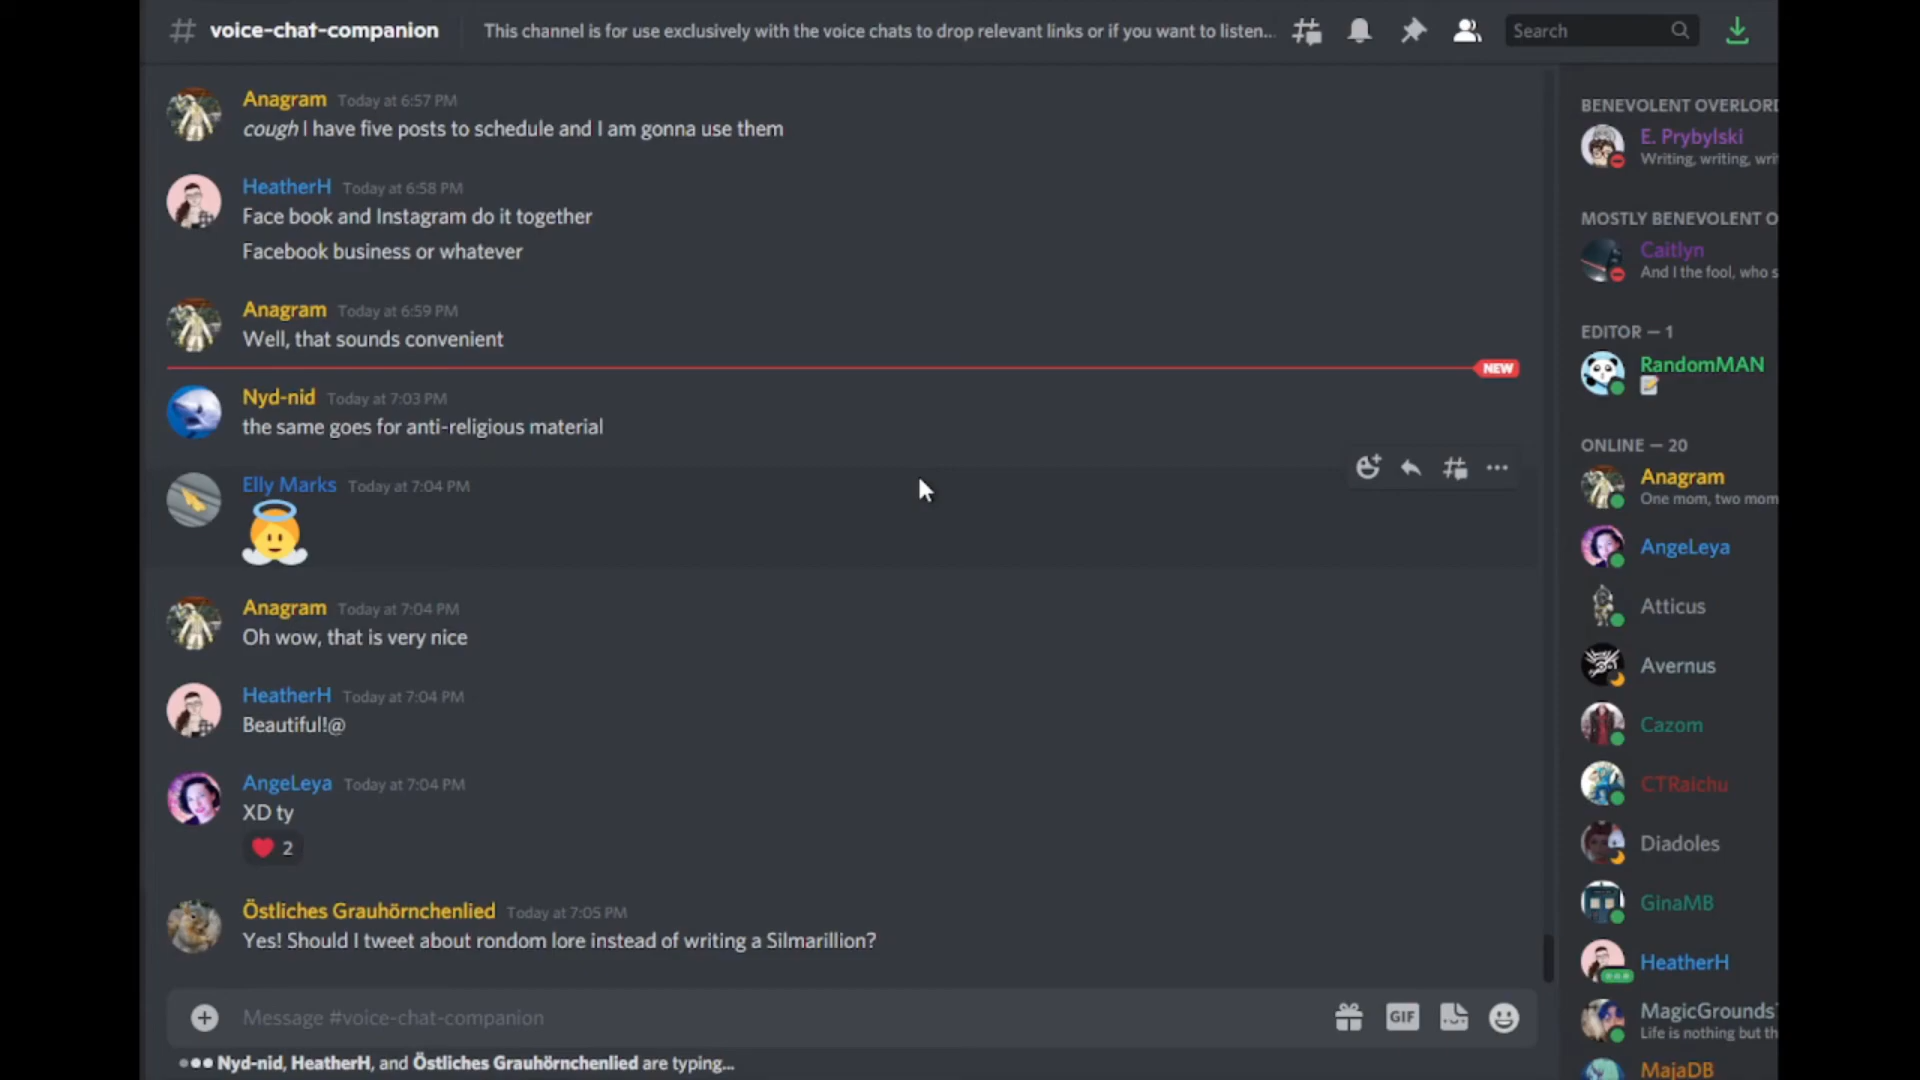 voice-chat-companion
This channel is for use exclusively with the voice chats to drop relevant links or if you want to listen...
Search
Anagram Today at 6:57 PM
cough I have five posts to schedule and I am gonna use them
HeatherH Today at 6:58 PM
Face book and Instagram do it together
Facebook business or whatever
Anagram Today at 6:59 PM
Well, that sounds convenient
NEW
Nyd-nid Today at 7:03 PM
the same goes for anti-religious material
Elly Marks Today at 7:04 PM
Anagram Today at 7:04 PM
Oh wow, that is very nice
HeatherH Today at 7:04 PM
Beautiful!@
AngeLeya Today at 7:04 PM
XD ty
2
Östliches Grauhörnchenlied Today at 7:05 PM
Yes! Should I tweet about rondom lore instead of writing a Silmarillion?
Message #voice-chat-companion
GIF
Nyd-nid, HeatherH, and Östliches Grauhörnchenlied are typing...
BENEVOLENT OVERLORD
E. Prybylski
Writing, writing, wri
MOSTLY BENEVOLENT O
Caitlyn
And I the fool, who s
EDITOR — 1
RandomMAN
ONLINE — 20
Anagram
One mom, two mom
AngeLeya
Atticus
Avernus
Cazom
CTRaichu
Diadoles
GinaMB
HeatherH
MagicGrounds
Life is nothing but th
MajaDB